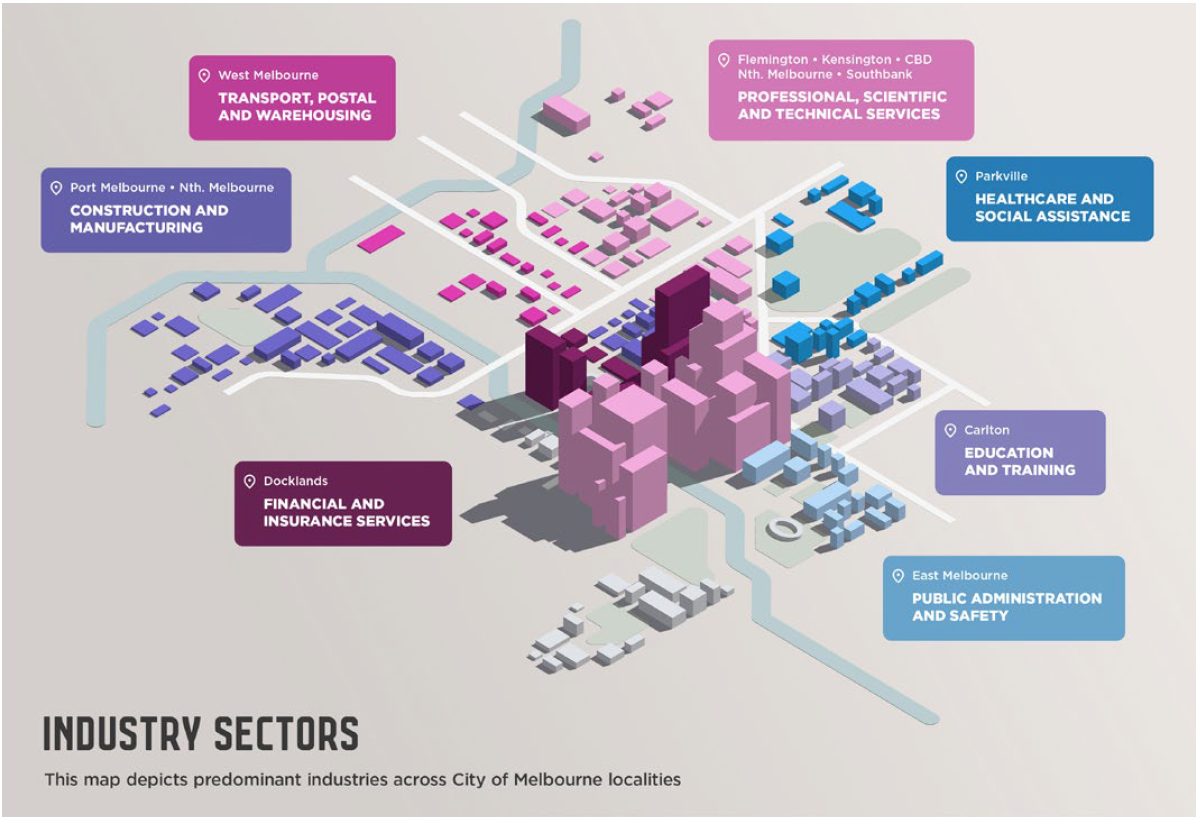 West Melbourne
TRANSPORT, POSTAL
AND WAREHOUSING
Flemington • Kensington • CBD
Nth. Melbourne • Southbank
PROFESSIONAL, SCIENTIFIC
AND TECHNICAL SERVICES
Port Melbourne • Nth. Melbourne
CONSTRUCTION AND
MANUFACTURING
Parkville
HEALTHCARE AND
SOCIAL ASSISTANCE
Carlton
EDUCATION
AND TRAINING
Docklands
FINANCIAL AND
INSURANCE SERVICES
East Melbourne
PUBLIC ADMINISTRATION
AND SAFETY
INDUSTRY SECTORS
This map depicts predominant industries across City of Melbourne localities